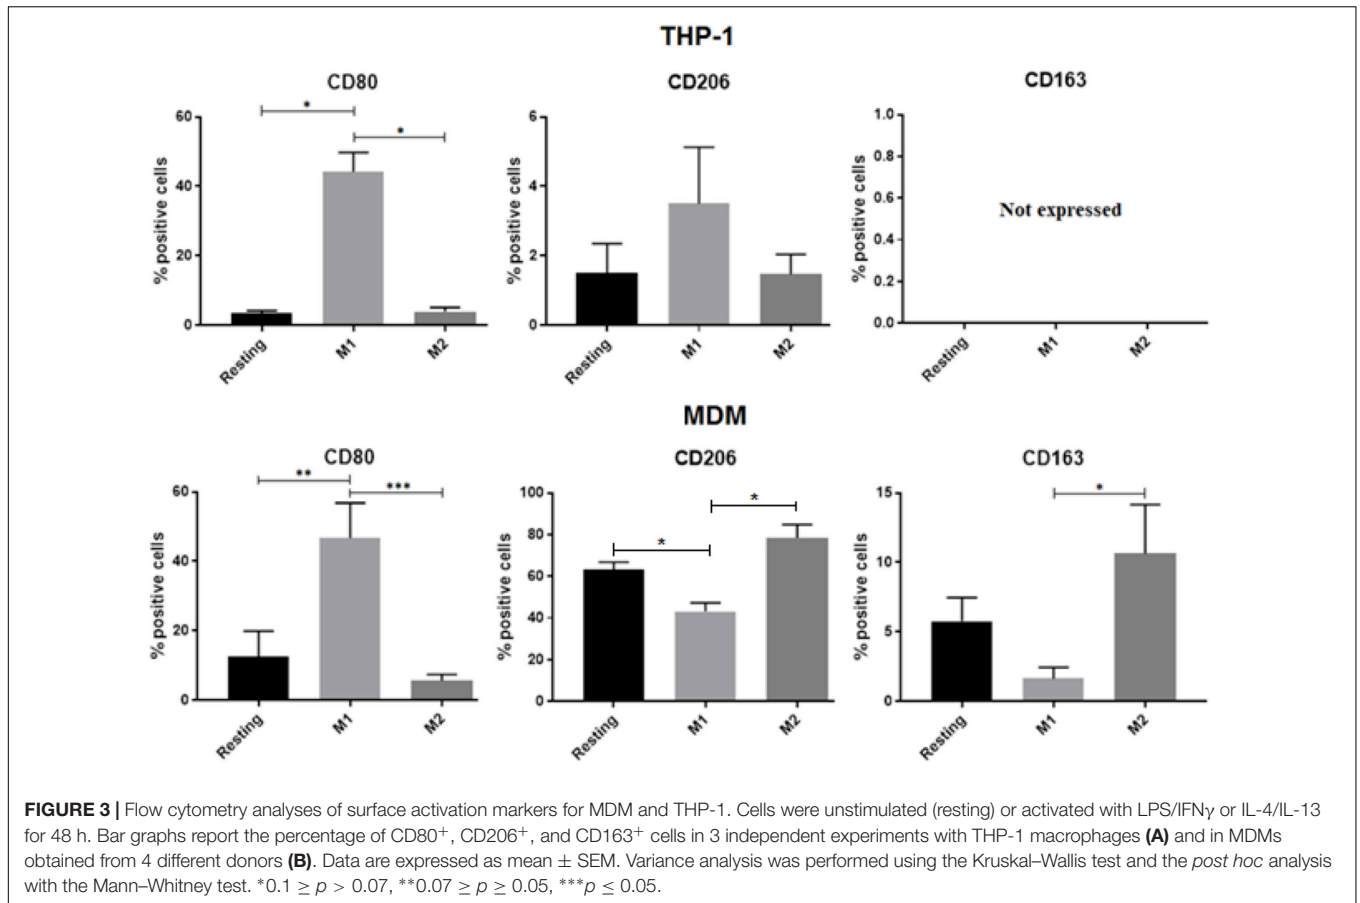 THP-1
CD80
CD206
CD163
% positive cells
60
40
20
0
*
*
Resting
M1
M2
% positive cells
6
4
2
0
Resting
M1
M2
% positive cells
1.0
0.8
0.6
0.4
0.2
0.0
Not expressed
Resting
M1
M2
MDM
CD80
CD206
CD163
% positive cells
60
40
20
0
**
***
Resting
M1
M2
% positive cells
100
80
60
40
20
0
*
*
Resting
M1
M2
% positive cells
15
10
5
0
*
Resting
M1
M2
FIGURE 3 | Flow cytometry analyses of surface activation markers for MDM and THP-1. Cells were unstimulated (resting) or activated with LPS/IFNγ or IL-4/IL-13
for 48 h. Bar graphs report the percentage of CD80⁺, CD206⁺, and CD163⁺ cells in 3 independent experiments with THP-1 macrophages (A) and in MDMs
obtained from 4 different donors (B). Data are expressed as mean ± SEM. Variance analysis was performed using the Kruskal–Wallis test and the post hoc analysis
with the Mann–Whitney test. *0.1 ≥ p > 0.07, **0.07 ≥ p ≥ 0.05, ***p ≤ 0.05.